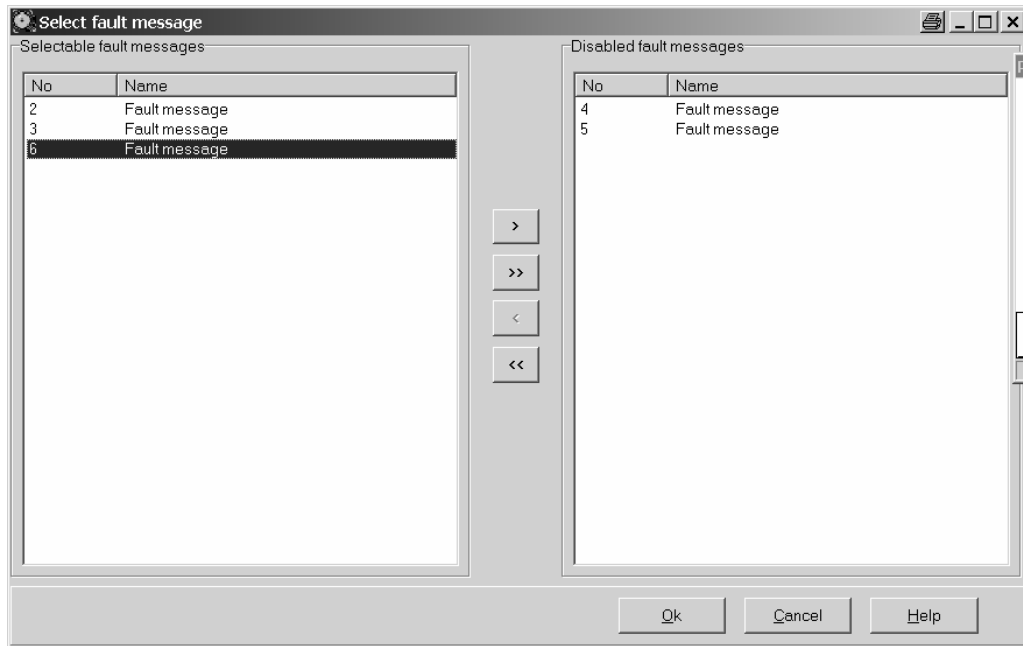 Select fault message
Selectable fault messages
No Name
2 Fault message
3 Fault message
6 Fault message
>
>>
<
<<
Disabled fault messages
No Name
4 Fault message
5 Fault message
Ok
Cancel
Help